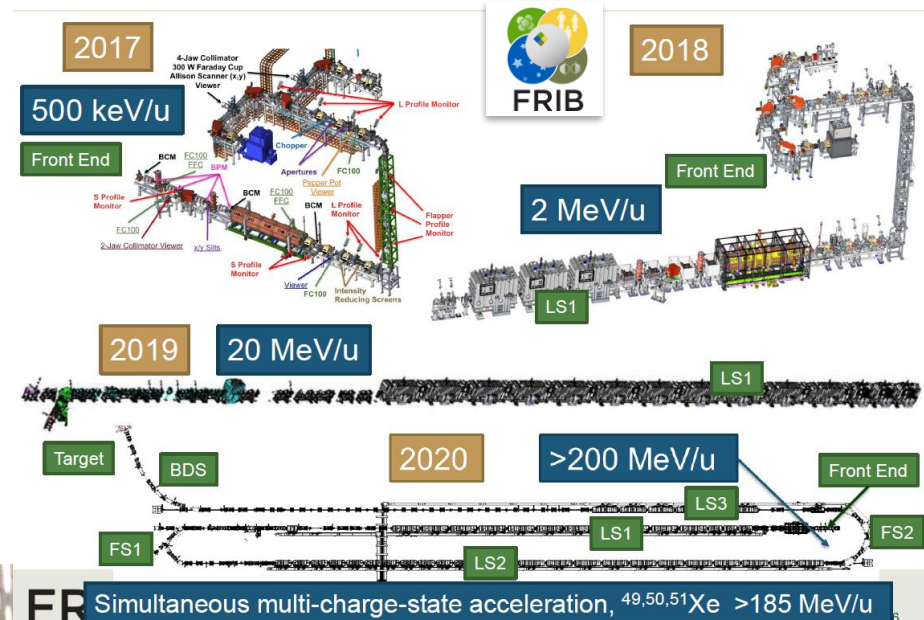 2017
500 keV/u
Front End
4-Jaw Collimator
300 W Faraday Cup
Allison Scanner (x,y)
Viewer
L Profile Monitor
Chopper
Apertures
FC100
Pepper Pot
Viewer
BCM
FC100
FFC
BPM
S Profile
Monitor
BCM
FC100
FFC
BCM
L Profile
Monitor
Flapper
Profile
Monitor
FC100
2-Jaw Collimator Viewer
x/y Slits
S Profile
Monitor
Viewer
FC100
Intensity
Reducing Screens
FRIB
2018
Front End
2 MeV/u
LS1
2019
20 MeV/u
LS1
Target
BDS
2020
>200 MeV/u
Front End
LS3
LS1
FS1
FS2
LS2
FR
Simultaneous multi-charge-state acceleration, ⁴⁹,⁵⁰,⁵¹Xe >185 MeV/u